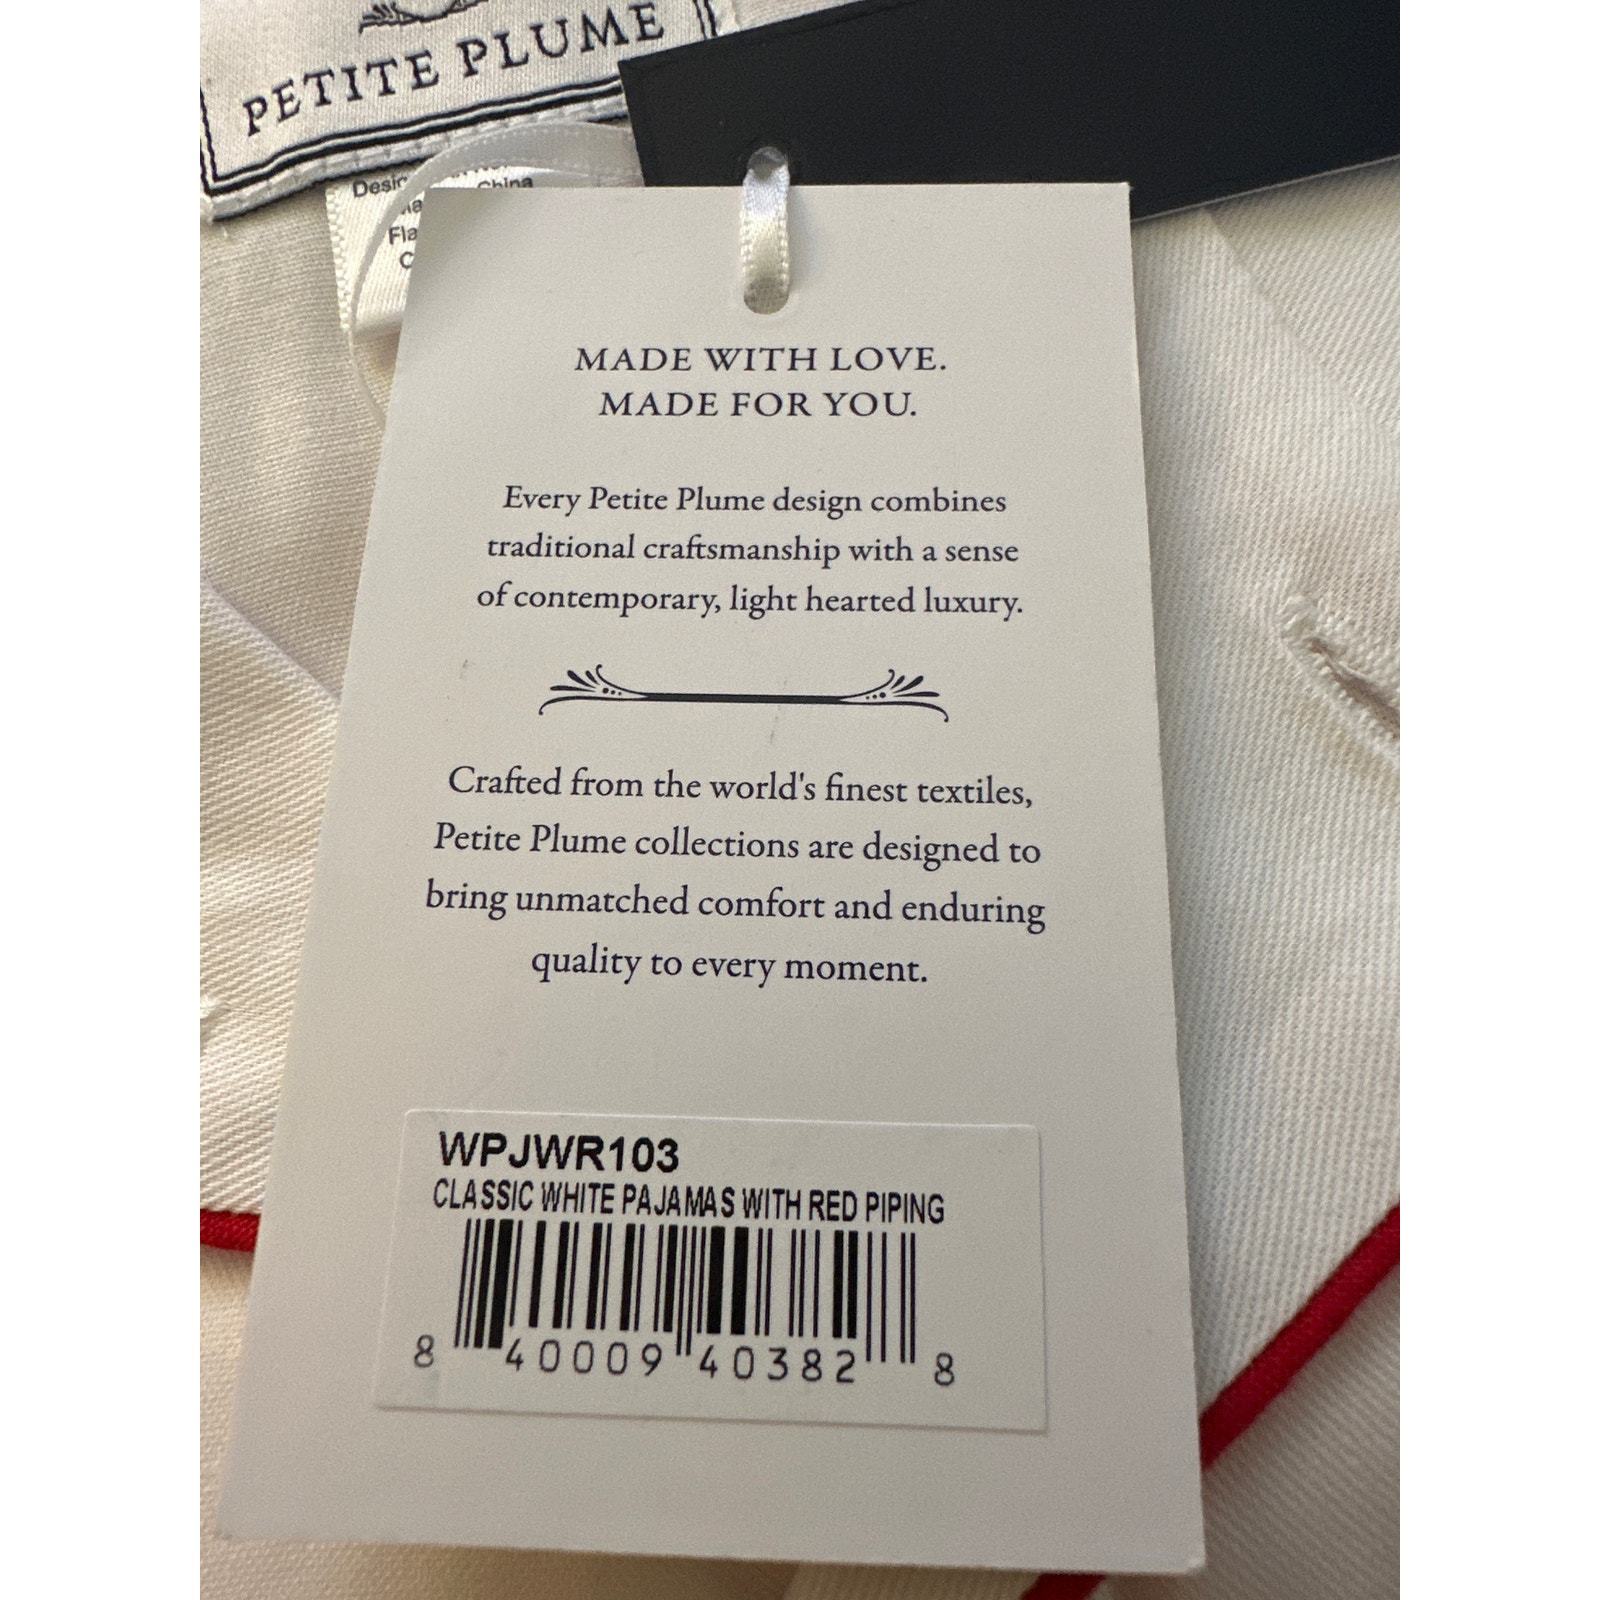 PETITE PLUME
China
MADE WITH LOVE.
MADE FOR YOU.
Every Petite Plume design combines
traditional craftsmanship with a sense
of contemporary, light hearted luxury.
Crafted from the world's finest textiles,
Petite Plume collections are designed to
bring unmatched comfort and enduring
quality to every moment.
WPJWR103
CLASSIC WHITE PAJAMAS WITH RED PIPING
8 40009 40382 8